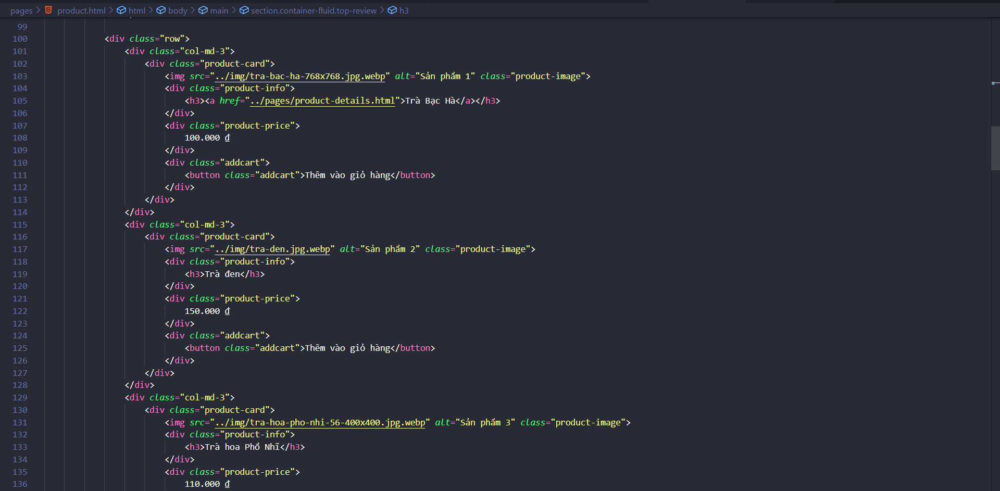 pages > product.html > html > body > main > section.container-fluid.top-review > h3
99
100 <div class="row">
101 <div class="col-md-3">
102 <div class="product-card">
103 <img src="../img/tra-bac-ha-768x768.jpg.webp" alt="Sản phẩm 1" class="product-image">
104 <div class="product-info">
105 <h3><a href="../pages/product-details.html">Trà Bạc Hà</a></h3>
106 </div>
107 <div class="product-price">
108 100.000 ₫
109 </div>
110 <div class="addcart">
111 <button class="addcart">Thêm vào giỏ hàng</button>
112 </div>
113 </div>
114 </div>
115 <div class="col-md-3">
116 <div class="product-card">
117 <img src="../img/tra-den.jpg.webp" alt="Sản phẩm 2" class="product-image">
118 <div class="product-info">
119 <h3>Trà đen</h3>
120 </div>
121 <div class="product-price">
122 150.000 ₫
123 </div>
124 <div class="addcart">
125 <button class="addcart">Thêm vào giỏ hàng</button>
126 </div>
127 </div>
128 </div>
129 <div class="col-md-3">
130 <div class="product-card">
131 <img src="../img/tra-hoa-pho-nhi-56-400x400.jpg.webp" alt="Sản phẩm 3" class="product-image">
132 <div class="product-info">
133 <h3>Trà hoa Phổ Nhĩ</h3>
134 </div>
135 <div class="product-price">
136 110.000 ₫